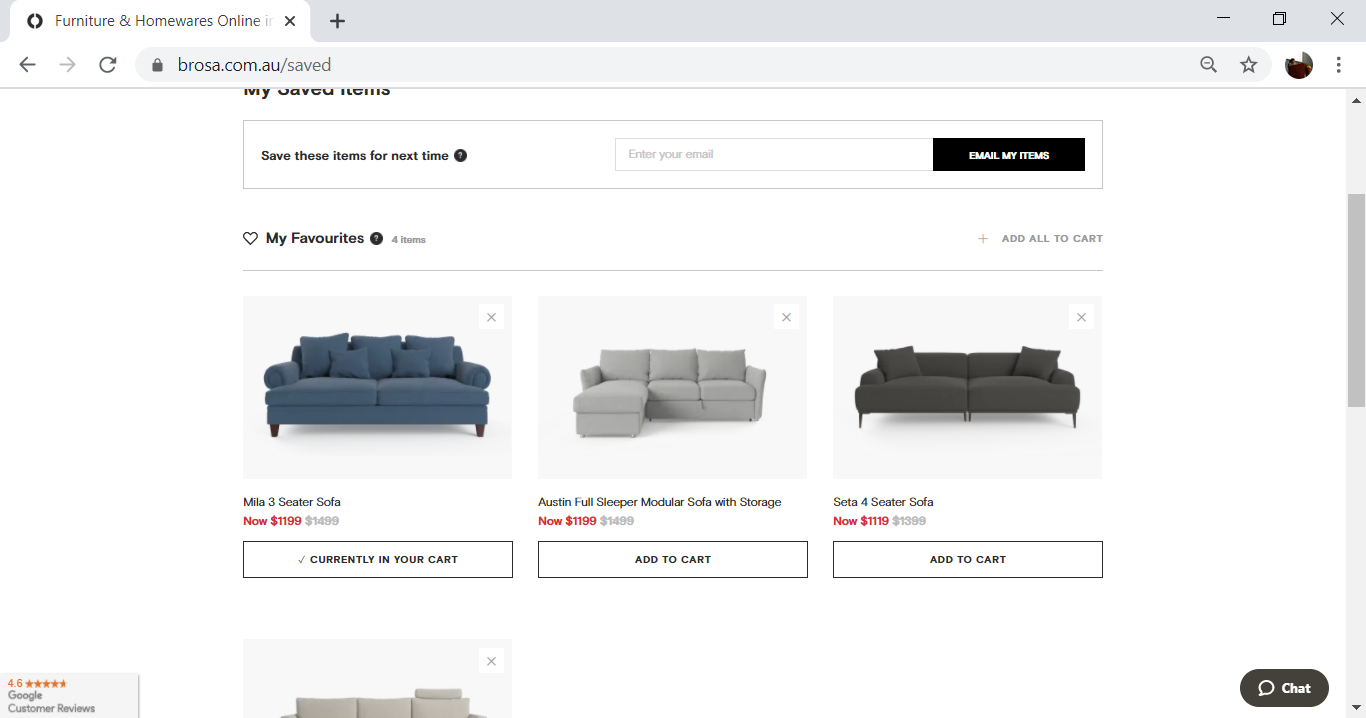 Furniture & Homewares Online in
brosa.com.au/saved
My Saved Items
Save these items for next time ?
Enter your email
EMAIL MY ITEMS
My Favourites ? 4 items
+ ADD ALL TO CART
Mila 3 Seater Sofa
Now $1199 $1499
✓ CURRENTLY IN YOUR CART
Austin Full Sleeper Modular Sofa with Storage
Now $1199 $1499
ADD TO CART
Seta 4 Seater Sofa
Now $1119 $1399
ADD TO CART
4.6 ★★★★★
Google
Customer Reviews
Chat